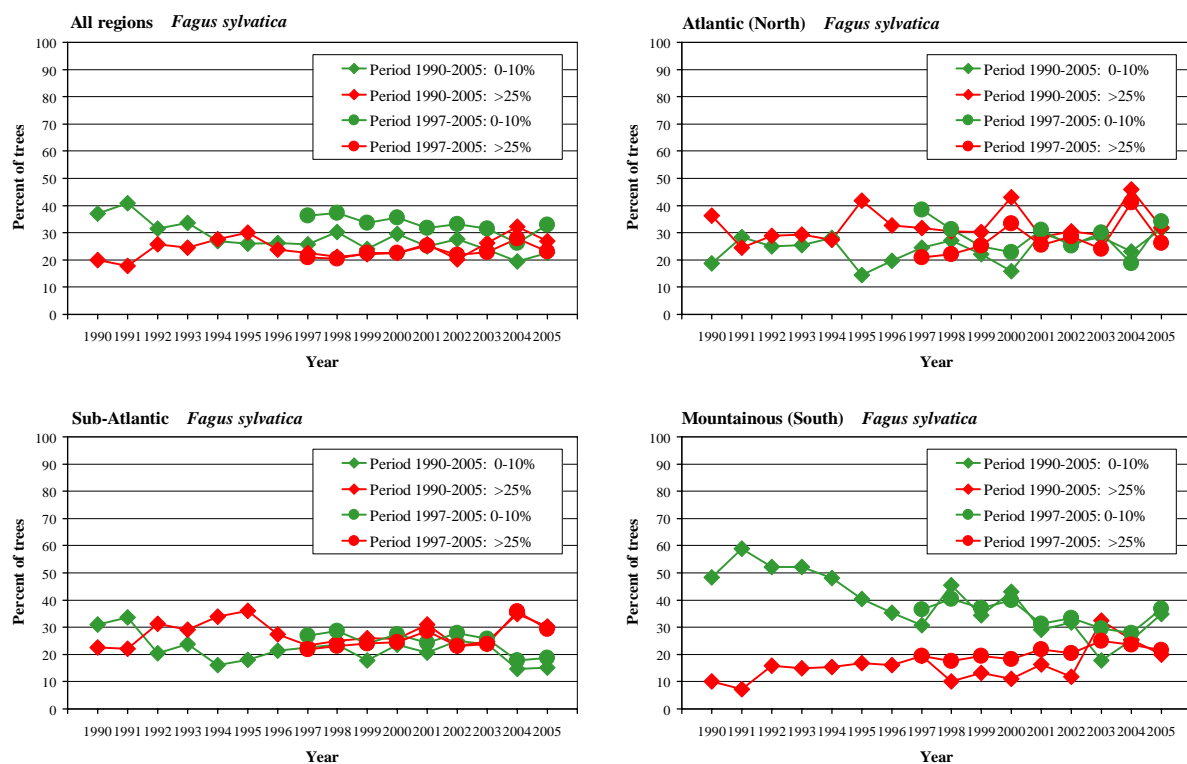 All regions Fagus sylvatica
100
90
80
70
60
50
40
30
20
10
0
Percent of trees
Period 1990-2005: 0-10%
Period 1990-2005: >25%
Period 1997-2005: 0-10%
Period 1997-2005: >25%
1990 1991 1992 1993 1994 1995 1996 1997 1998 1999 2000 2001 2002 2003 2004 2005
Year
Atlantic (North) Fagus sylvatica
100
90
80
70
60
50
40
30
20
10
0
Percent of trees
Period 1990-2005: 0-10%
Period 1990-2005: >25%
Period 1997-2005: 0-10%
Period 1997-2005: >25%
1990 1991 1992 1993 1994 1995 1996 1997 1998 1999 2000 2001 2002 2003 2004 2005
Year
Sub-Atlantic Fagus sylvatica
100
90
80
70
60
50
40
30
20
10
0
Percent of trees
Period 1990-2005: 0-10%
Period 1990-2005: >25%
Period 1997-2005: 0-10%
Period 1997-2005: >25%
1990 1991 1992 1993 1994 1995 1996 1997 1998 1999 2000 2001 2002 2003 2004 2005
Year
Mountainous (South) Fagus sylvatica
100
90
80
70
60
50
40
30
20
10
0
Percent of trees
Period 1990-2005: 0-10%
Period 1990-2005: >25%
Period 1997-2005: 0-10%
Period 1997-2005: >25%
1990 1991 1992 1993 1994 1995 1996 1997 1998 1999 2000 2001 2002 2003 2004 2005
Year